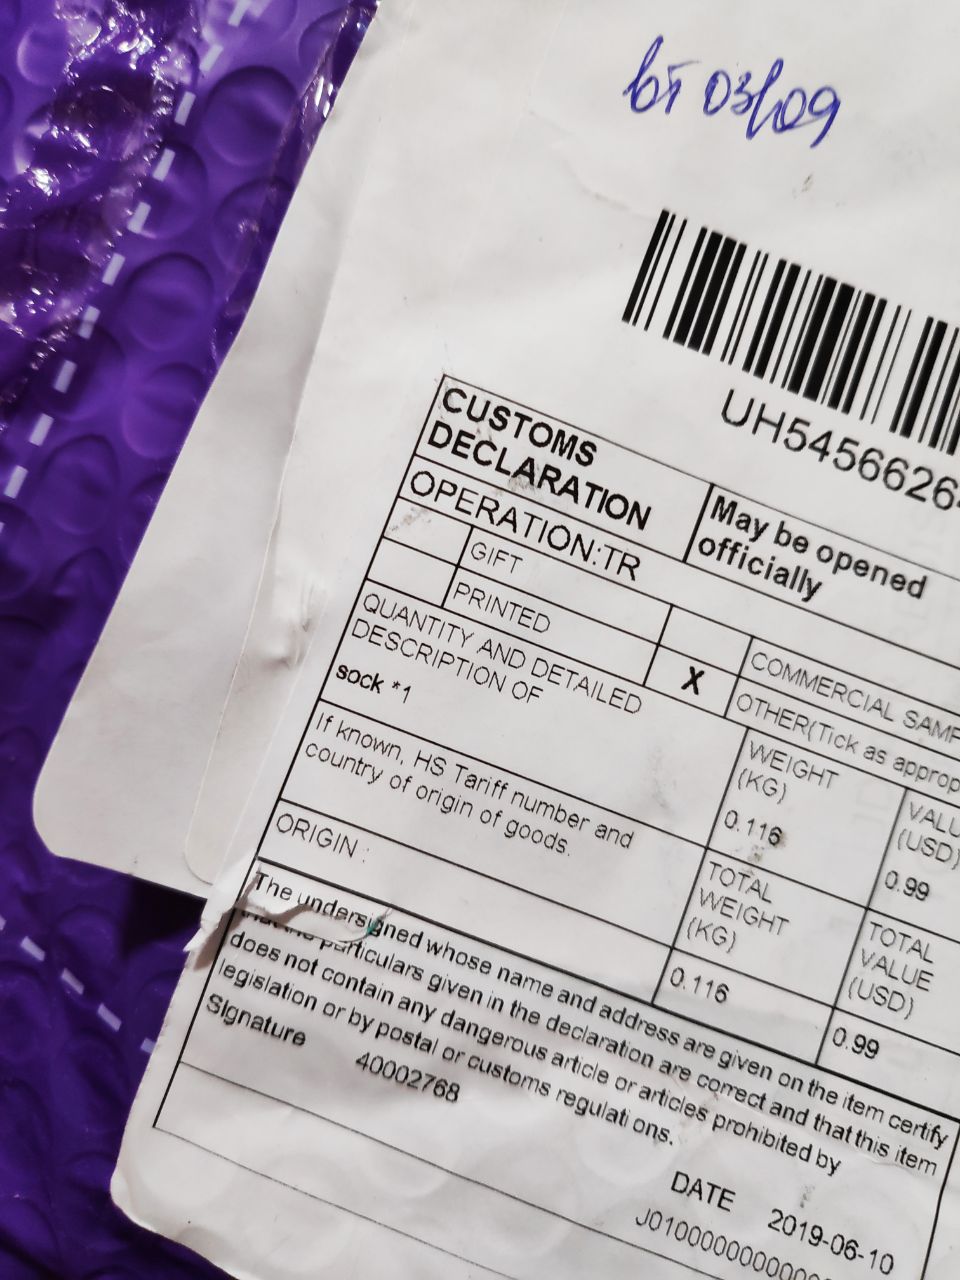 вт 03/09
UH54566264
CUSTOMS
DECLARATION
May be opened
officially
OPERATION:TR
GIFT
PRINTED
X
COMMERCIAL SAMP
OTHER(Tick as approp
QUANTITY AND DETAILED
DESCRIPTION OF
sock *1
WEIGHT
(KG)
0.116
VALU
(USD)
0.99
If known, HS Tariff number and
country of origin of goods.
ORIGIN :
TOTAL
WEIGHT
(KG)
0.116
TOTAL
VALUE
(USD)
0.99
The undersigned whose name and address are given on the item certify
that the particulars given in the declaration are correct and that this item
does not contain any dangerous article or articles prohibited by
legislation or by postal or customs regulations.
Signature
40002768
DATE 2019-06-10